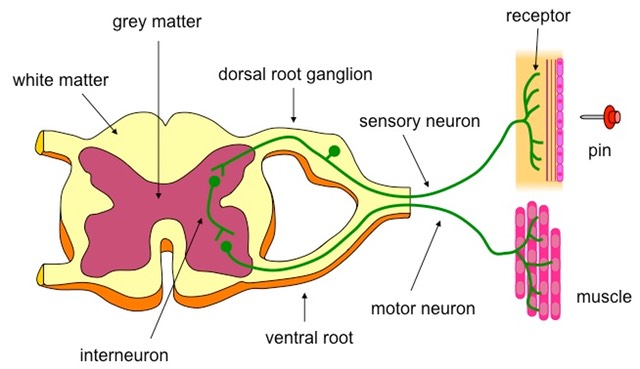 receptor
grey matter
white matter
dorsal root ganglion
sensory neuron
pin
muscle
motor neuron
ventral root
interneuron